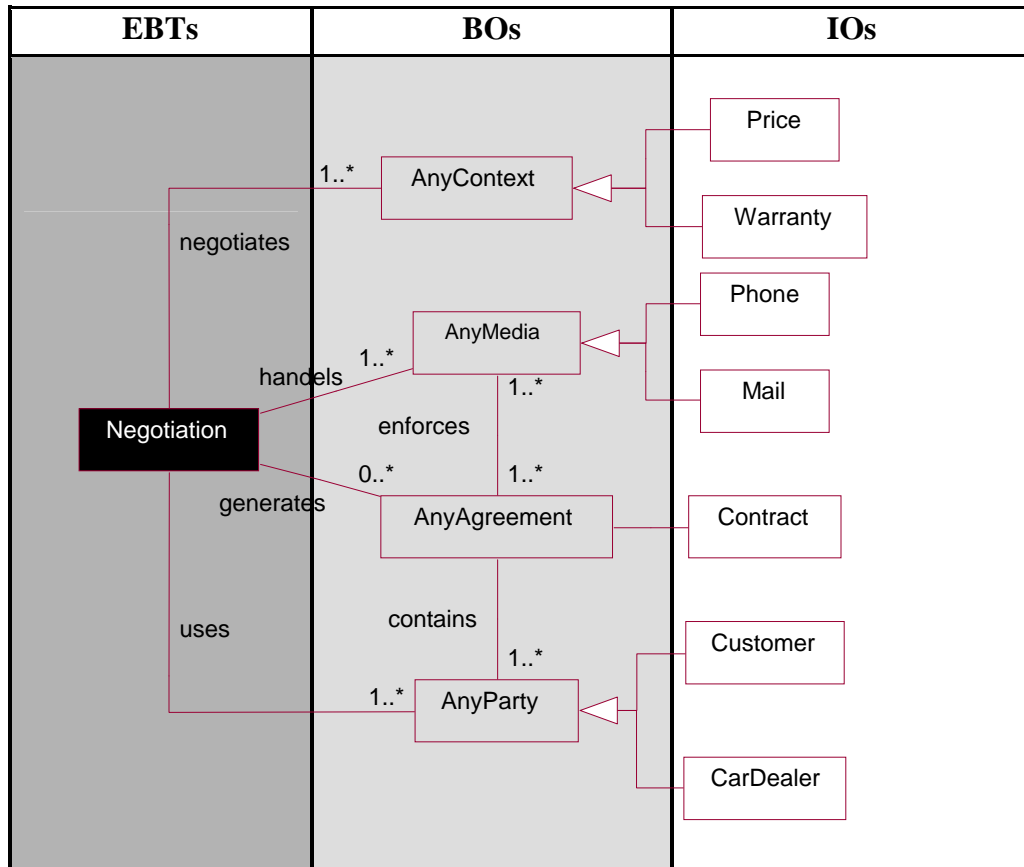 EBTs BOs IOs
Price
1..* AnyContext
Warranty
negotiates
Phone
AnyMedia
1..*
handels
1..*
Mail
Negotiation
enforces
0..*
1..*
generates
AnyAgreement
Contract
contains
uses
Customer
1..*
1..*
AnyParty
CarDealer